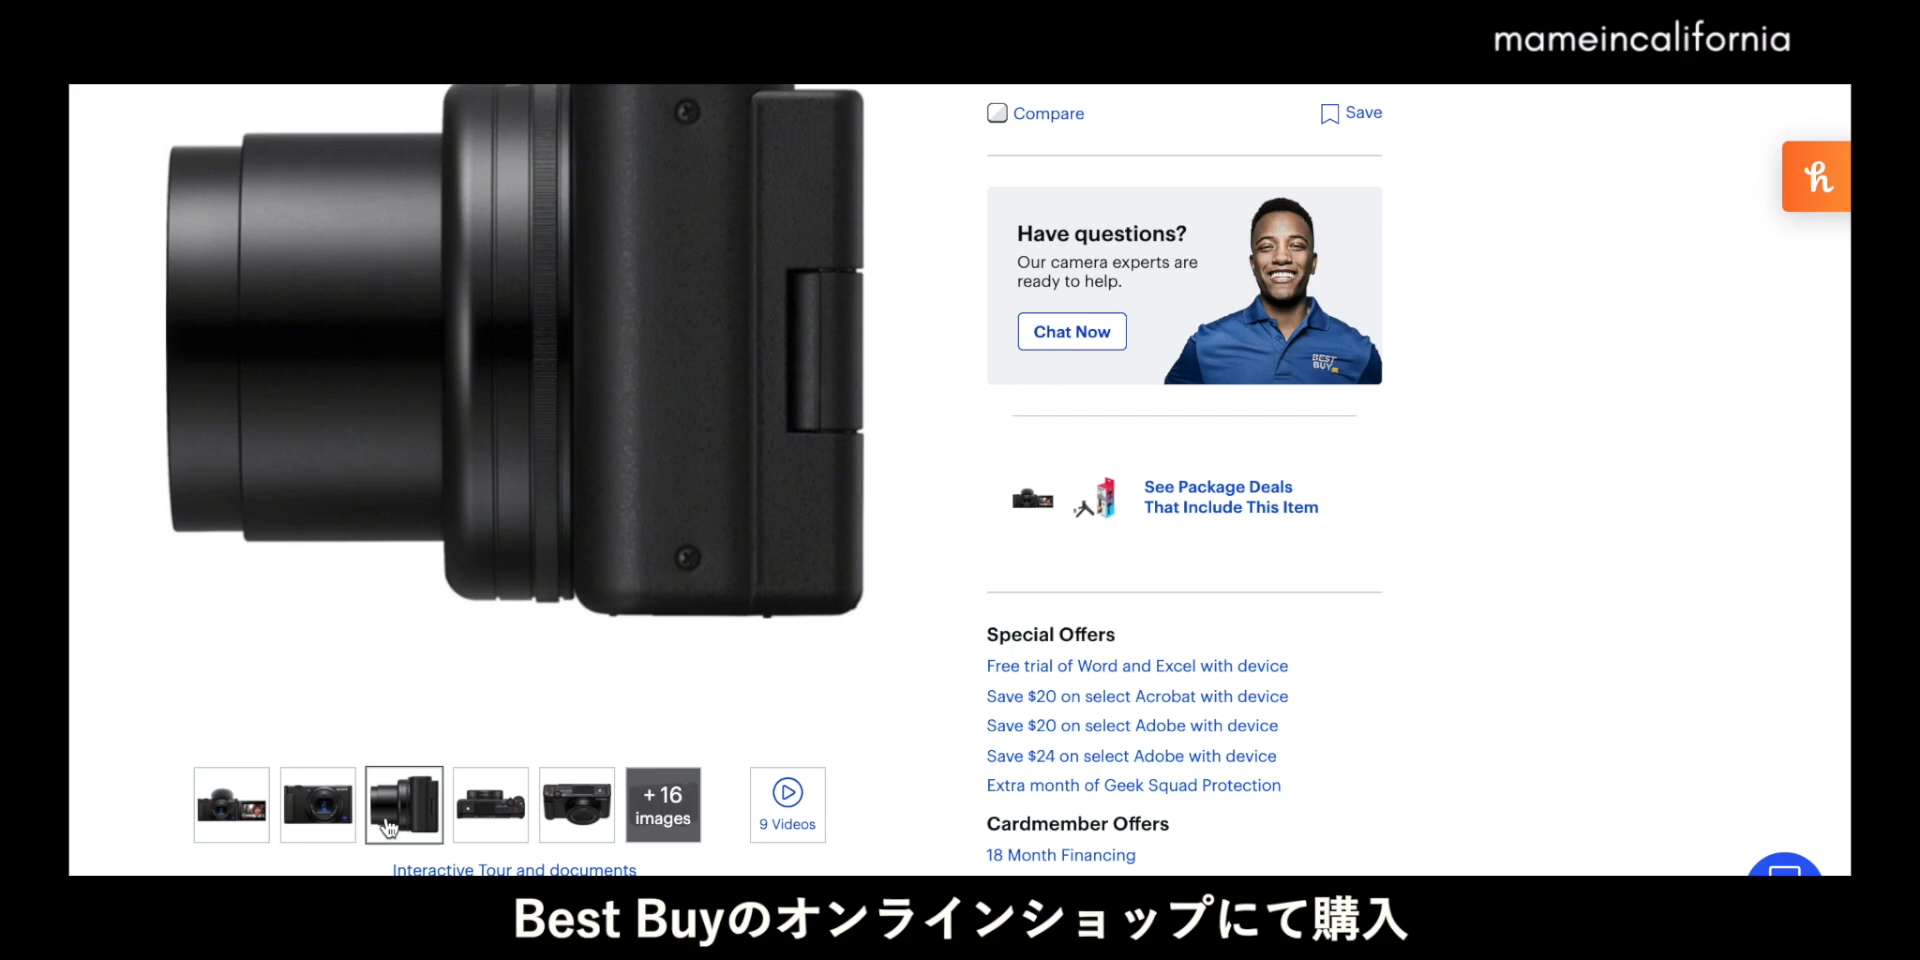 mameincalifornia
Compare
Save
Have questions?
Our camera experts are
ready to help.
Chat Now
BEST
BUY
See Package Deals
That Include This Item
Special Offers
Free trial of Word and Excel with device
Save $20 on select Acrobat with device
Save $20 on select Adobe with device
Save $24 on select Adobe with device
Extra month of Geek Squad Protection
Cardmember Offers
18 Month Financing
+ 16
images
9 Videos
Interactive Tour and documents
Best Buyのオンラインショップにて購入